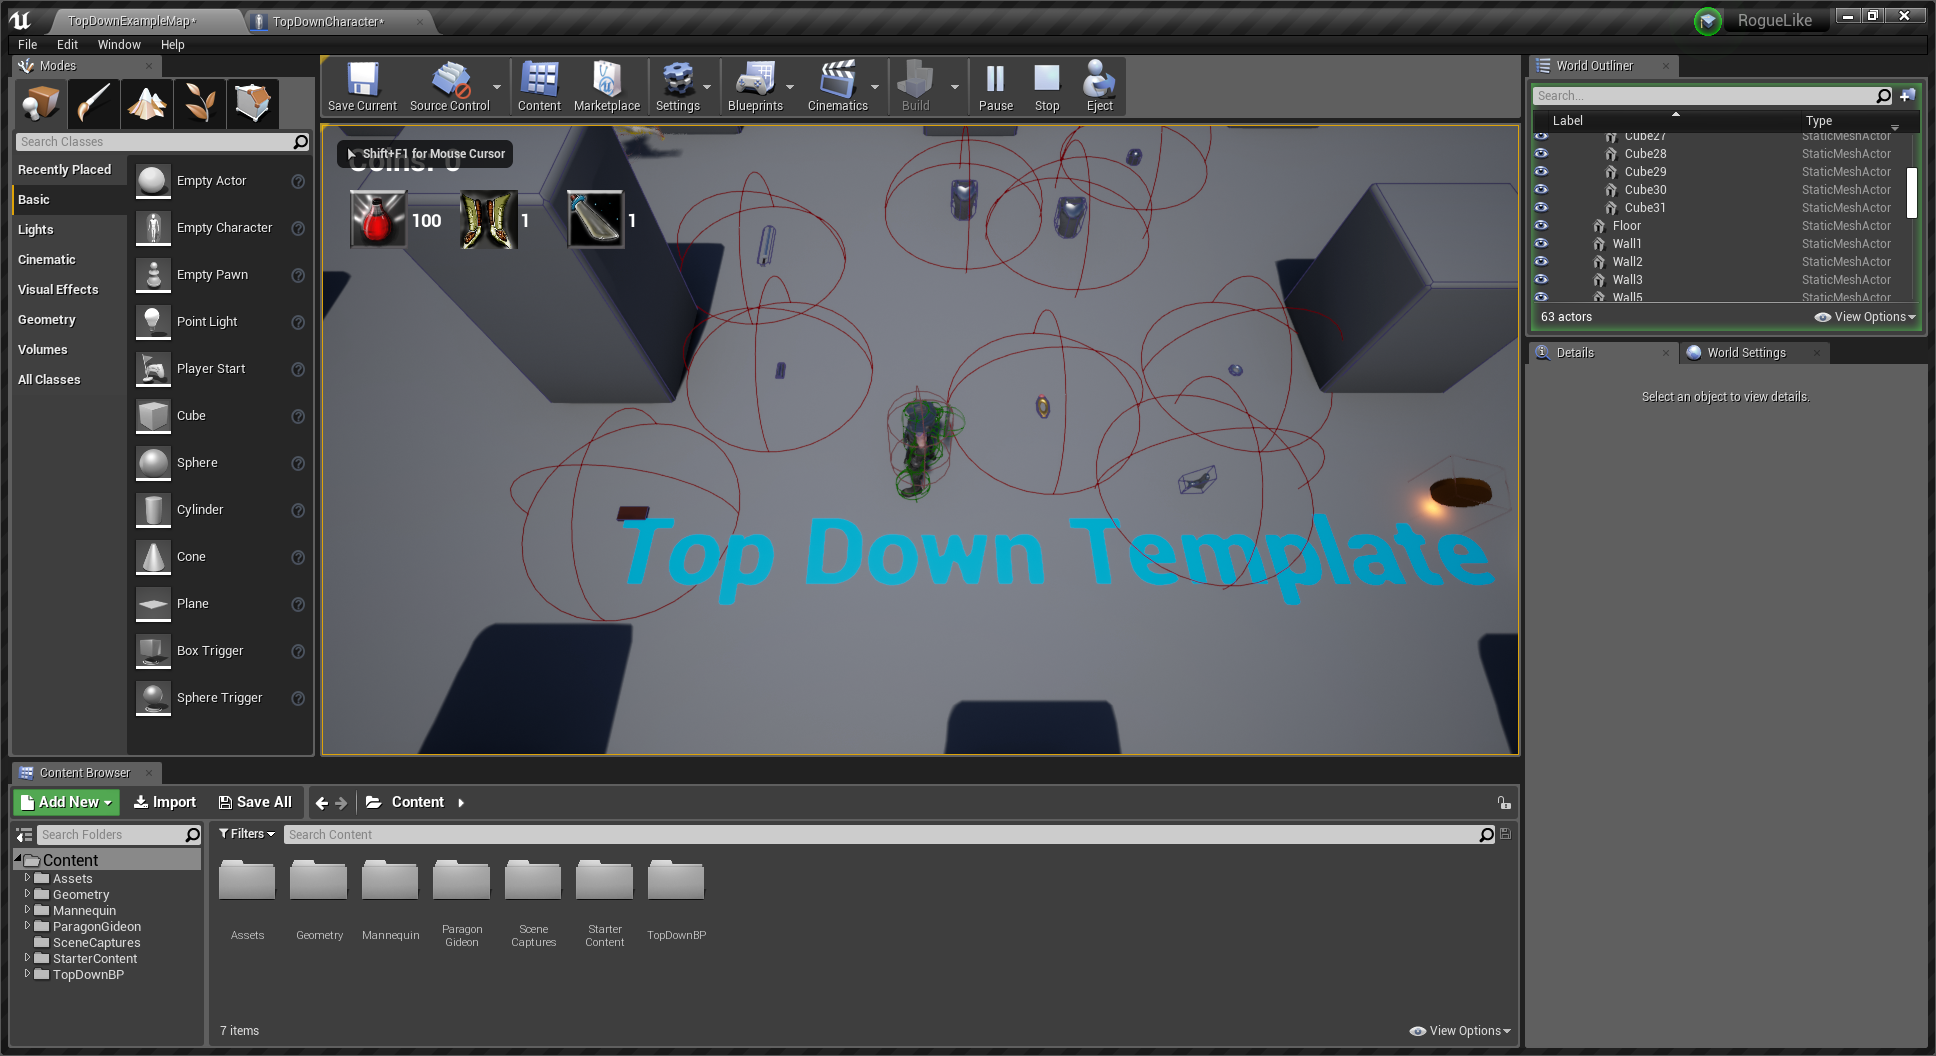 TopDownExampleMap*
TopDownCharacter*
RogueLike
File Edit Window Help
Modes
Search Classes
Recently Placed
Basic
Lights
Cinematic
Visual Effects
Geometry
Volumes
All Classes
Empty Actor
Empty Character
Empty Pawn
Point Light
Player Start
Cube
Sphere
Cylinder
Cone
Plane
Box Trigger
Sphere Trigger
Save Current
Source Control
Content
Marketplace
Settings
Blueprints
Cinematics
Build
Pause
Stop
Eject
Shift+F1 for Mouse Cursor
Coins: 0
100
1
1
Top Down Template
World Outliner
Search...
Label Type
Cube27 StaticMeshActor
Cube28 StaticMeshActor
Cube29 StaticMeshActor
Cube30 StaticMeshActor
Cube31 StaticMeshActor
Floor StaticMeshActor
Wall1 StaticMeshActor
Wall2 StaticMeshActor
Wall3 StaticMeshActor
Wall5 StaticMeshActor
63 actors View Options
Details
World Settings
Select an object to view details.
Content Browser
Add New Import Save All Content
Search Folders
Content
Assets
Geometry
Mannequin
ParagonGideon
SceneCaptures
StarterContent
TopDownBP
Filters
Search Content
Assets
Geometry
Mannequin
Paragon
Gideon
Scene
Captures
Starter
Content
TopDownBP
7 items
View Options